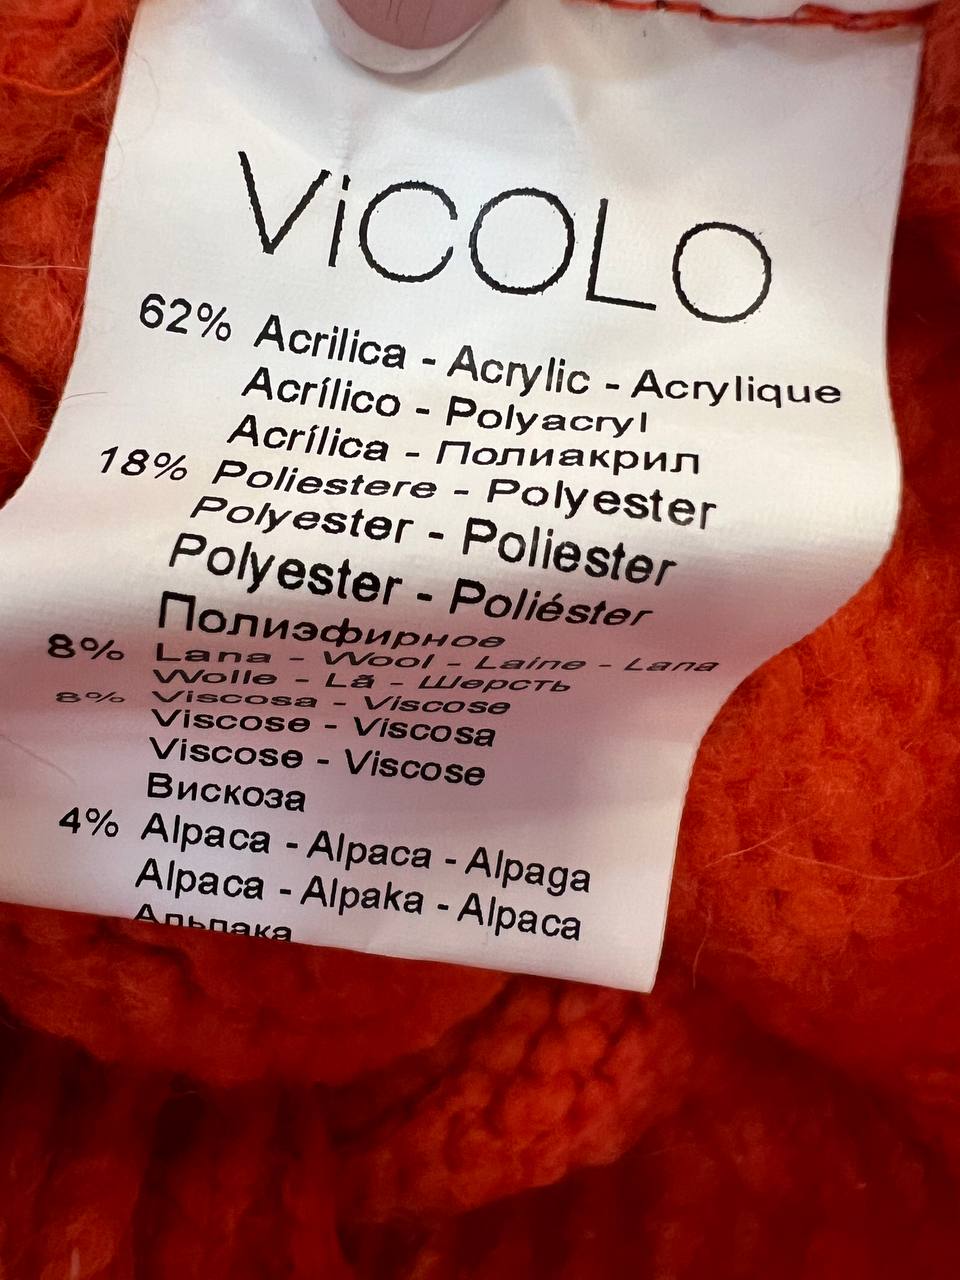 ViCOLO
62% Acrilica - Acrylic - Acrylique
Acrílico - Polyacryl
Acrílica - Полиакрил
18% Poliestere - Polyester
Polyester - Poliester
Polyester - Poliéster
Полиэфирное
8% Lana - Wool - Laine - Lana
Wolle - Lã - Шерсть
8% Viscosa - Viscose
Viscose - Viscosa
Viscose - Viscose
Вискоза
4% Alpaca - Alpaca - Alpaga
Alpaca - Alpaka - Alpaca
Альпака